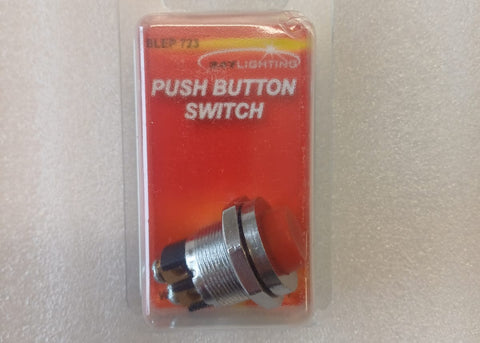 BLEP 723
LIGHTING
PUSH BUTTON
SWITCH